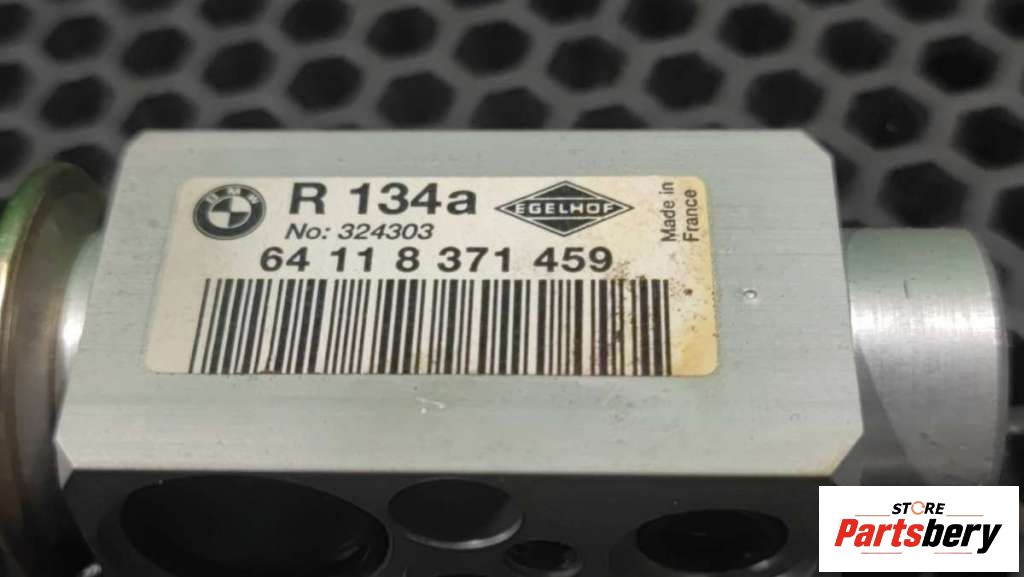 R 134a
EGELHOF
Made in
France
No: 324303
64 11 8 371 459
STORE
Partsbery